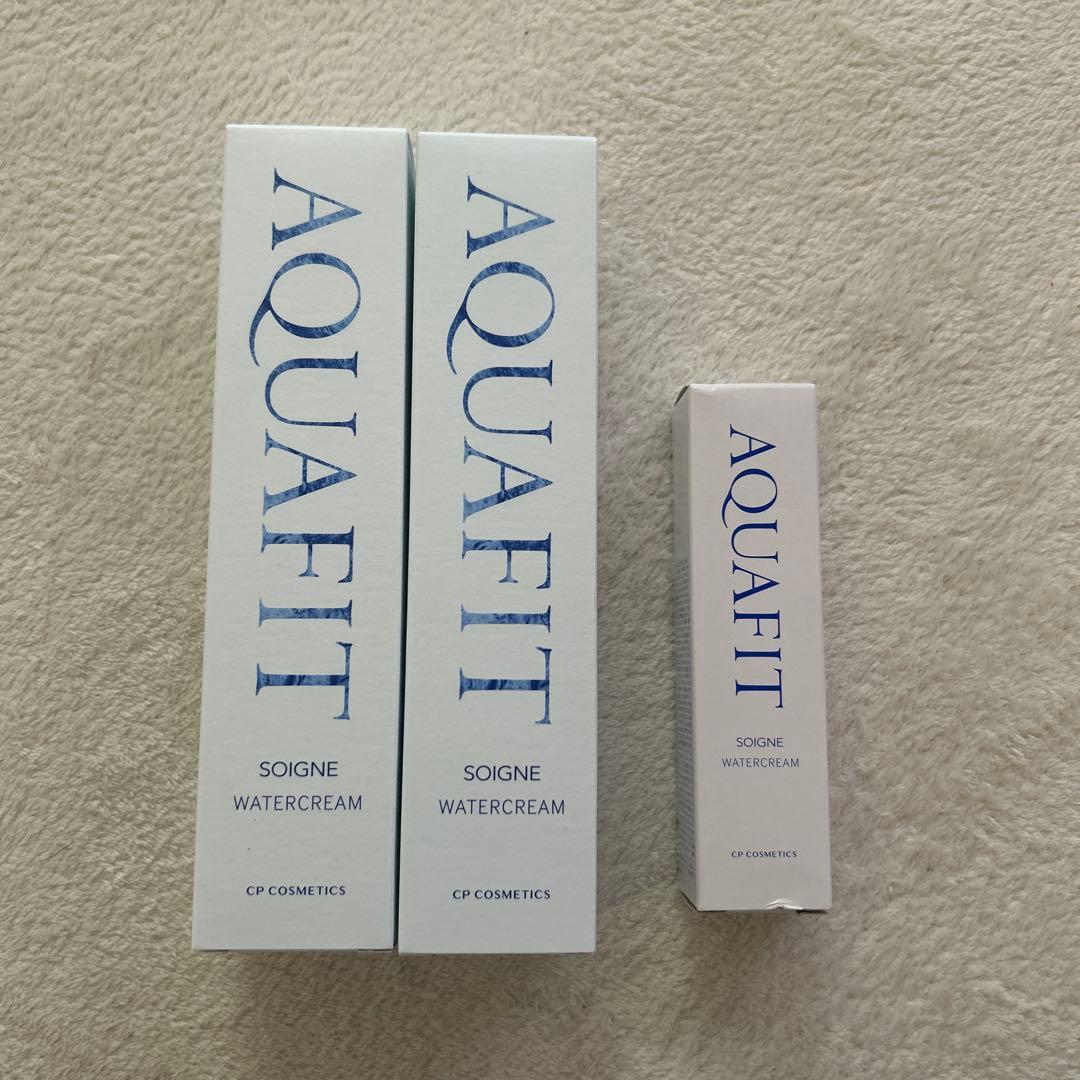 AQUAFIT
SOIGNE
WATERCREAM
CP COSMETICS
AQUAFIT
SOIGNE
WATERCREAM
CP COSMETICS
AQUAFIT
SOIGNE
WATERCREAM
CP COSMETICS